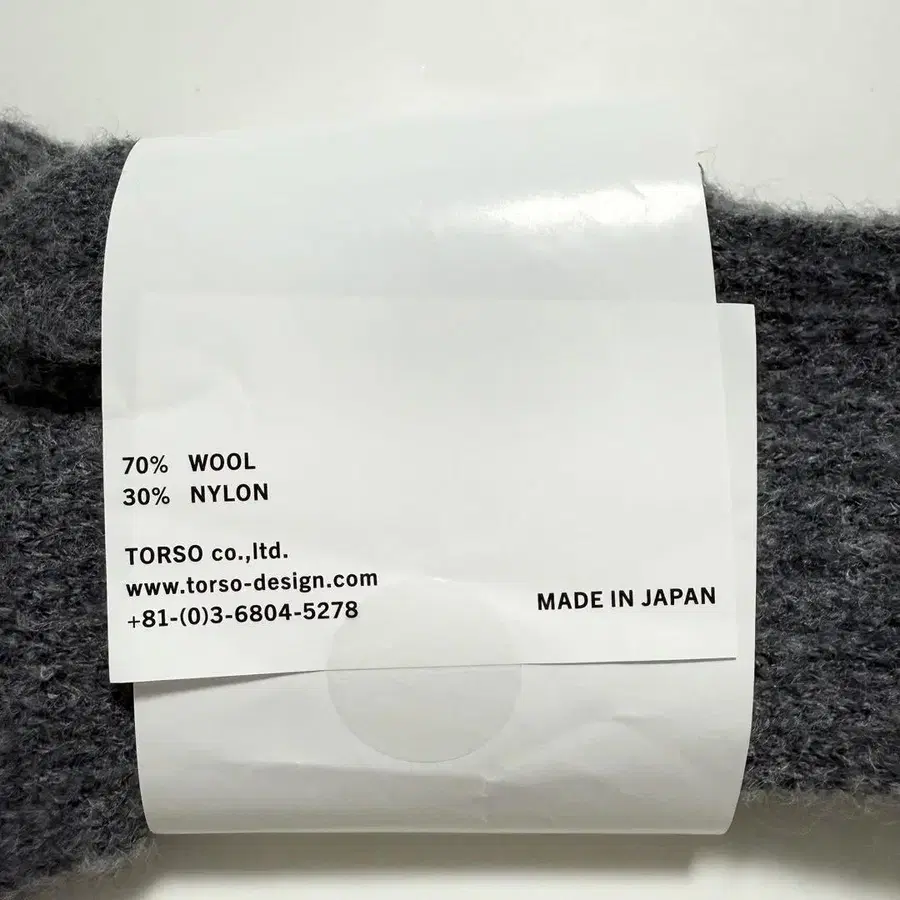 70% WOOL
30% NYLON
TORSO co.,ltd.
www.torso-design.com
+81-(0)3-6804-5278
MADE IN JAPAN